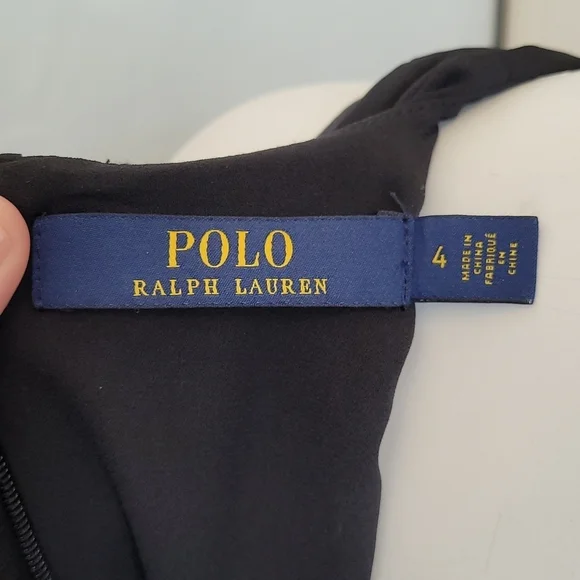 POLO
RALPH LAUREN
4
MADE IN
CHINA
FABRIQUÉ
EN
CHINE